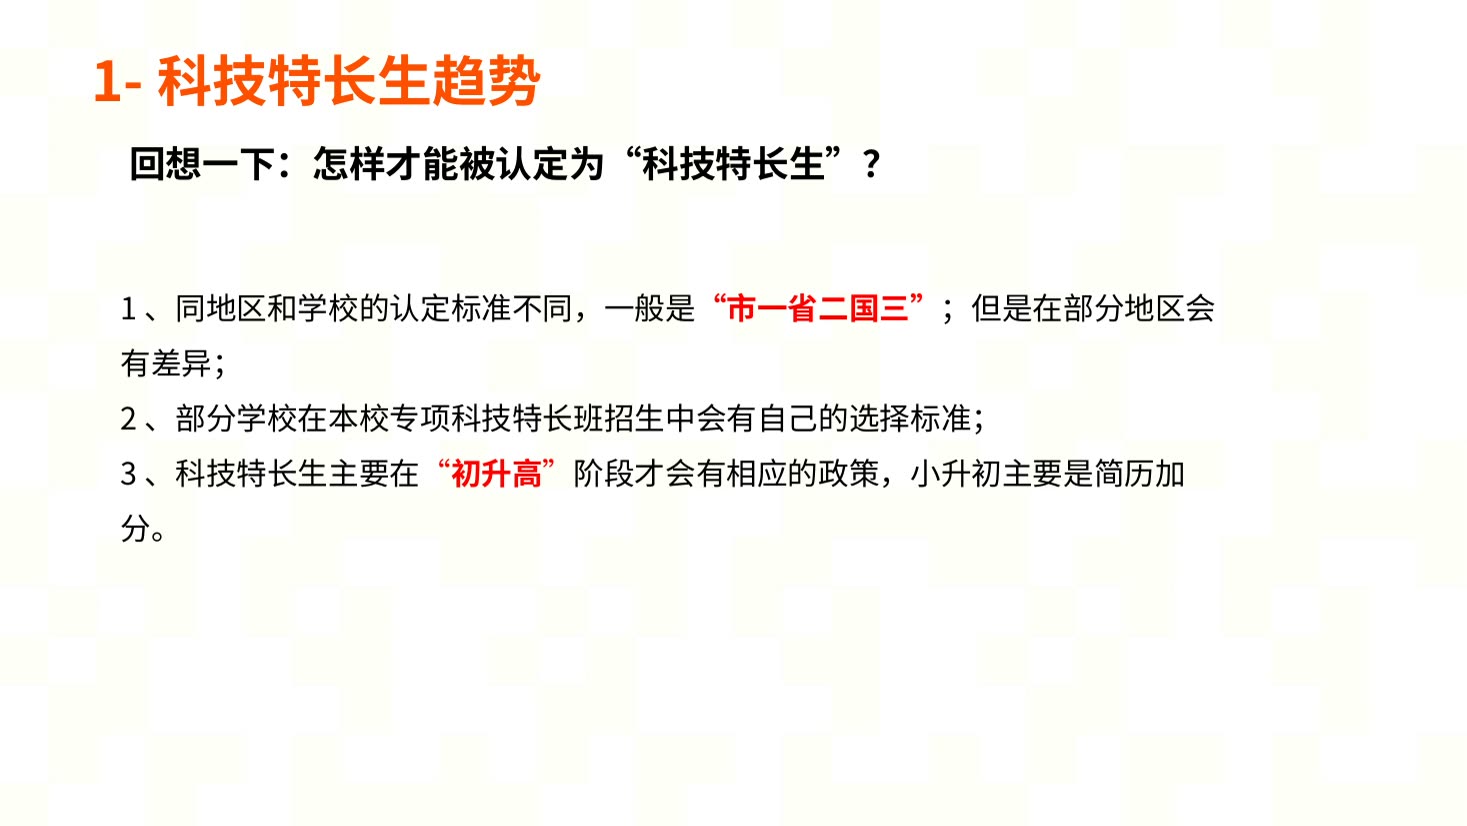 1- 科技特长生趋势
回想一下：怎样才能被认定为“科技特长生”？
1 、同地区和学校的认定标准不同，一般是“市一省二国三”；但是在部分地区会
有差异；
2 、部分学校在本校专项科技特长班招生中会有自己的选择标准；
3 、科技特长生主要在“初升高”阶段才会有相应的政策，小升初主要是简历加
分。